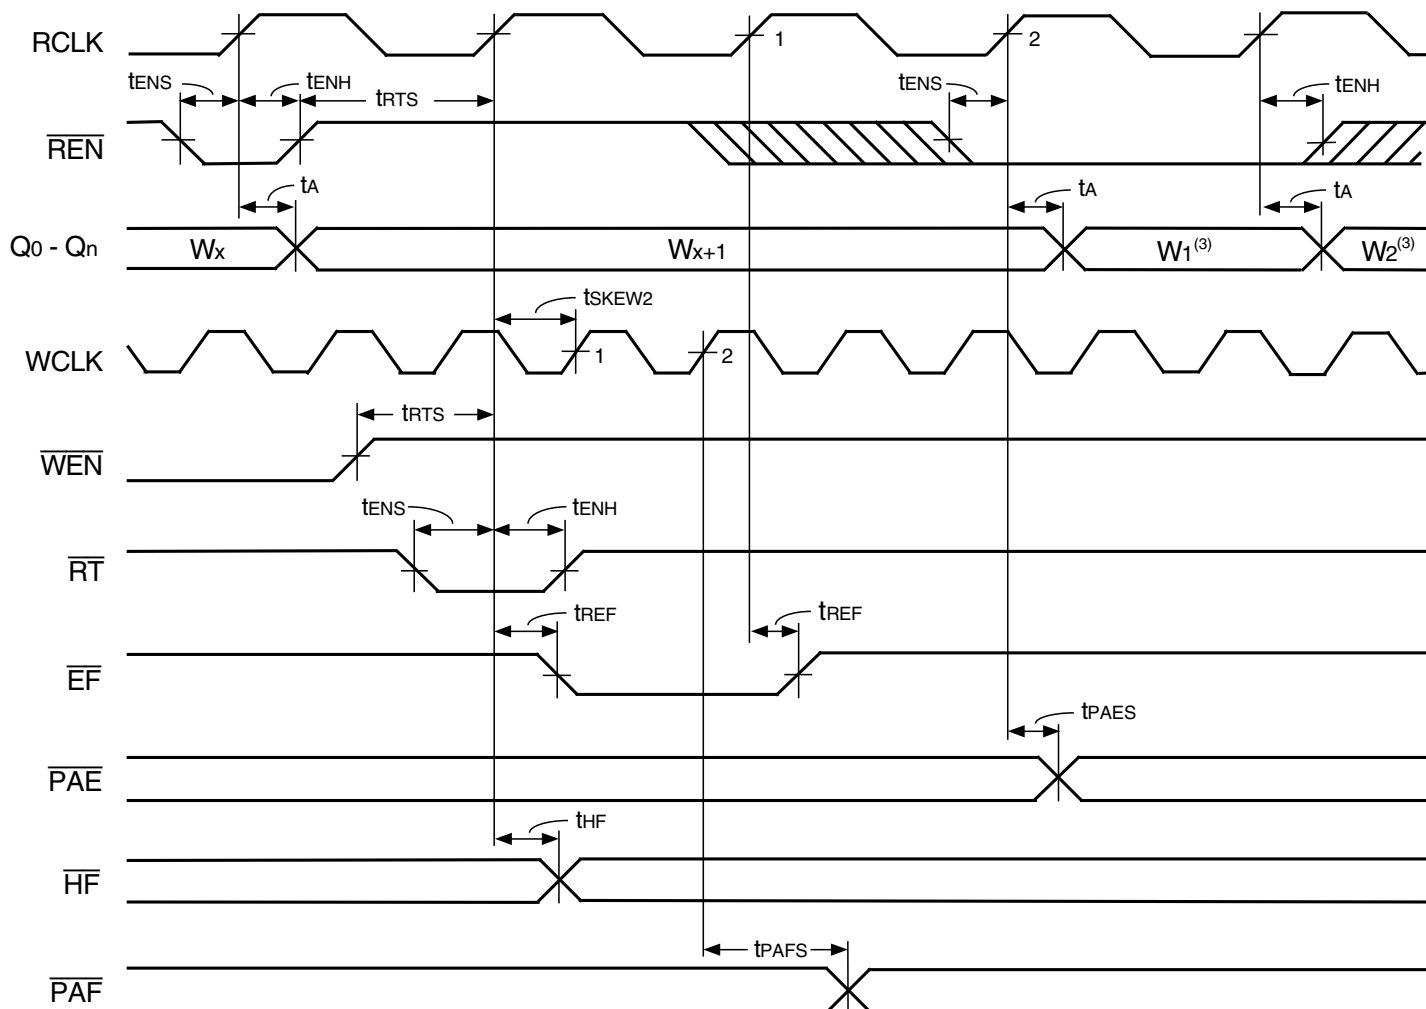 RCLK
1
2
tENS
tENH
tRTS
tENS
tENH
REN
tA
tA
tA
Q0 - Qn
Wx
Wx+1
W1(3)
W2(3)
tSKEW2
WCLK
1
2
tRTS
WEN
tENS
tENH
RT
tREF
tREF
EF
tPAES
PAE
tHF
HF
tPAFS
PAF